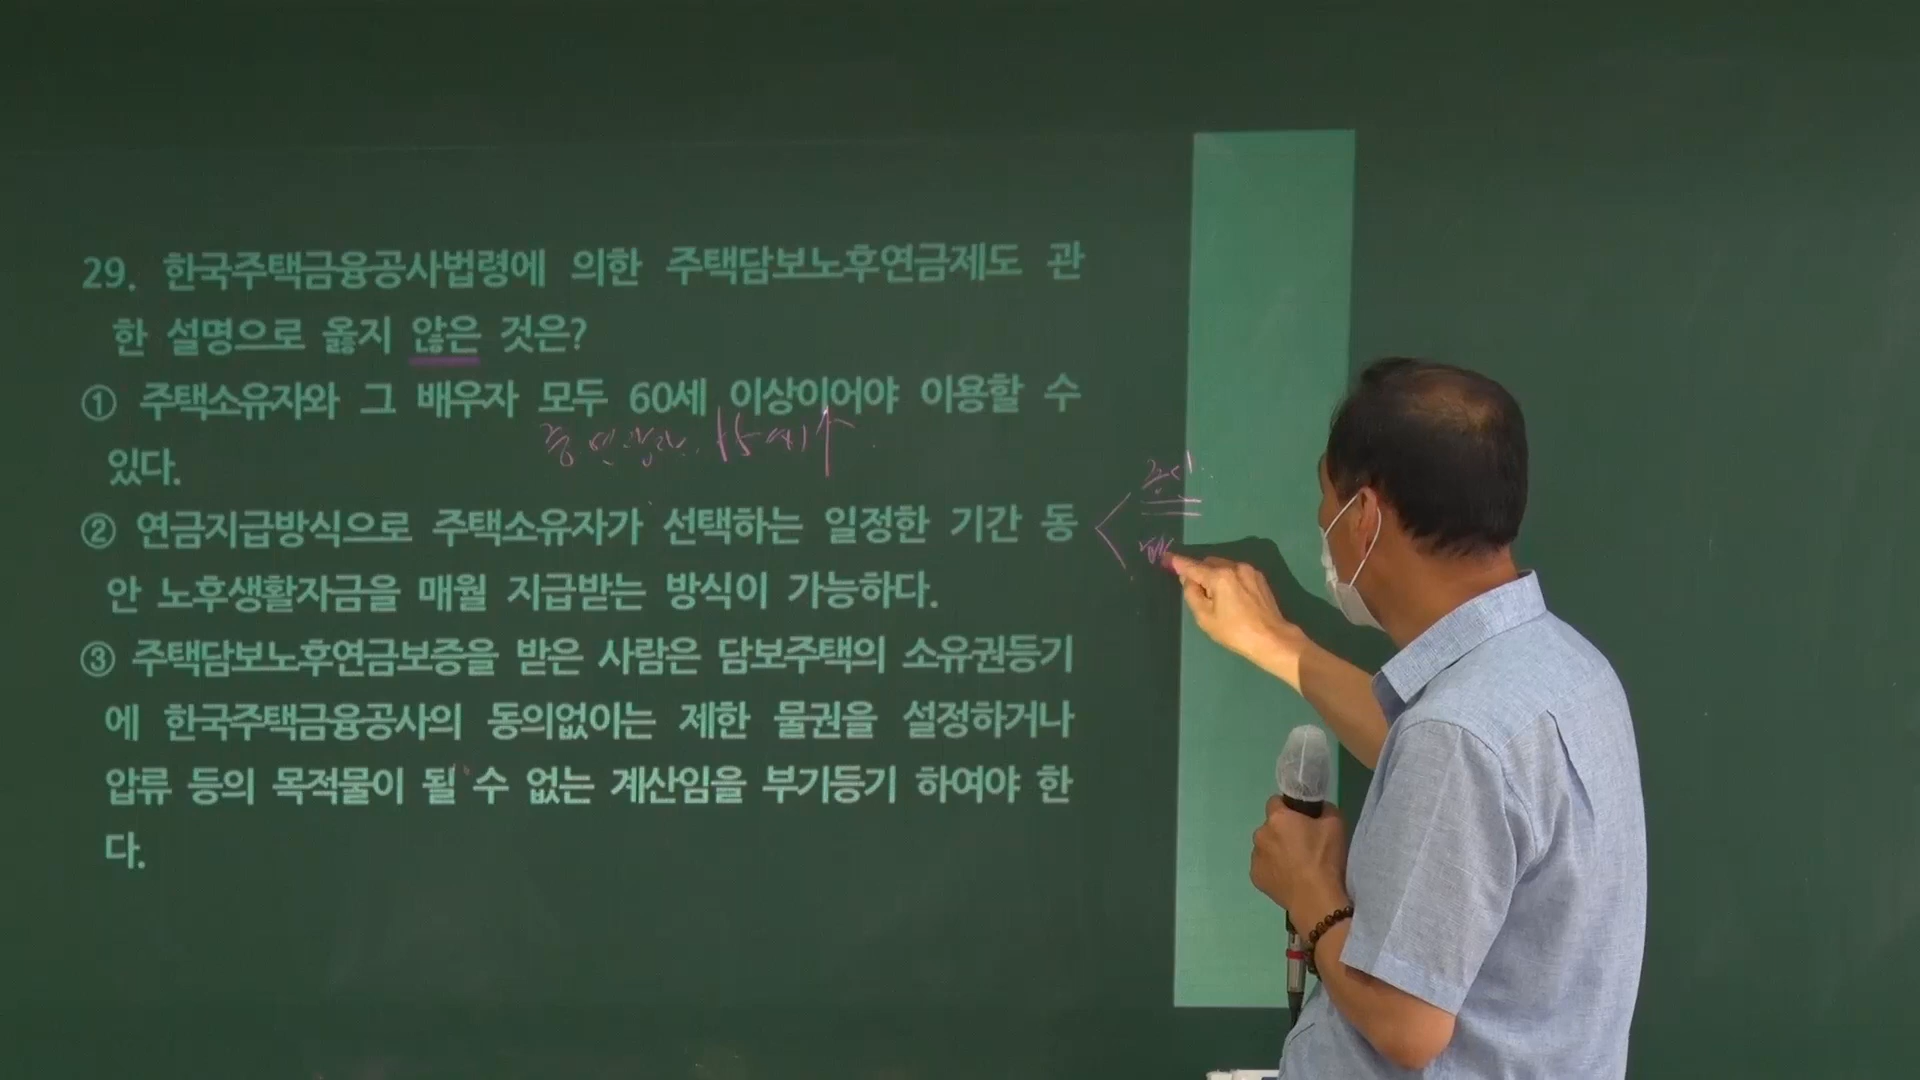 29. 한국주택금융공사법령에 의한 주택담보노후연금제도 관
한 설명으로 옳지 않은 것은?
① 주택소유자와 그 배우자 모두 60세 이상이어야 이용할 수
있다.
② 연금지급방식으로 주택소유자가 선택하는 일정한 기간 동
안 노후생활자금을 매월 지급받는 방식이 가능하다.
③ 주택담보노후연금보증을 받은 사람은 담보주택의 소유권등기
에 한국주택금융공사의 동의없이는 제한 물권을 설정하거나
압류 등의 목적물이 될 수 없는 계산임을 부기등기 하여야 한
다.